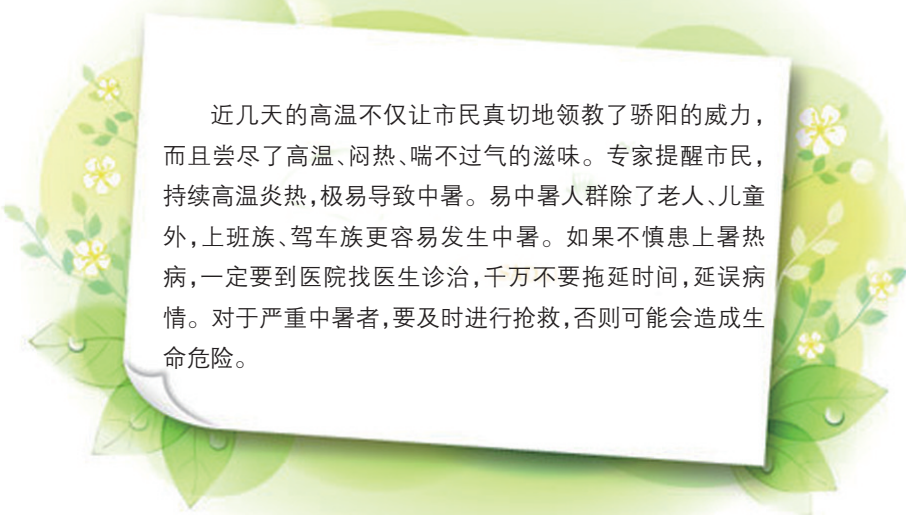 近几天的高温不仅让市民真切地领教了骄阳的威力，
而且尝尽了高温、闷热、喘不过气的滋味。专家提醒市民，
持续高温炎热，极易导致中暑。易中暑人群除了老人、儿童
外，上班族、驾车族更容易发生中暑。如果不慎患上暑热
病，一定要到医院找医生诊治，千万不要拖延时间，延误病
情。对于严重中暑者，要及时进行抢救，否则可能会造成生
命危险。